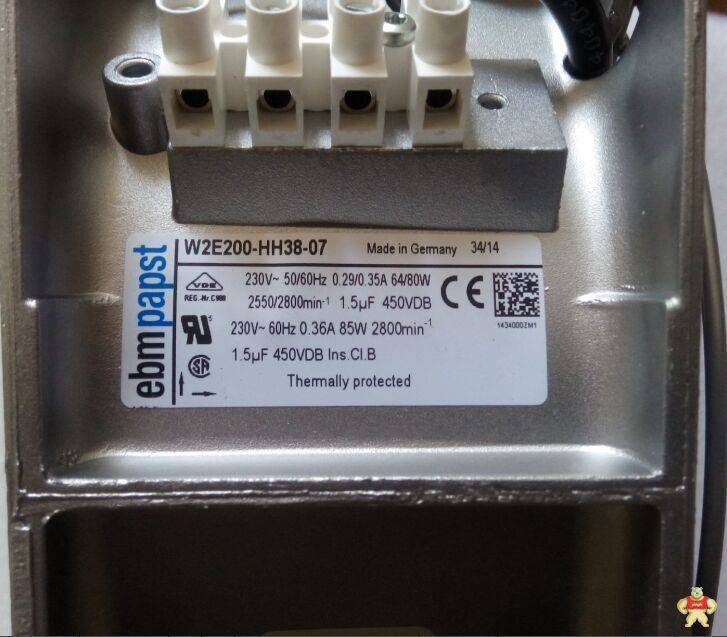 ebmpapst
W2E200-HH38-07 Made in Germany 34/14
VDE
REG.-Nr.C980
230V~ 50/60Hz 0.29/0.35A 64/80W
2550/2800min-1 1.5µF 450VDB
CE
1434000ZM1
230V~ 60Hz 0.36A 85W 2800min-1
1.5µF 450VDB Ins.Cl.B
Thermally protected